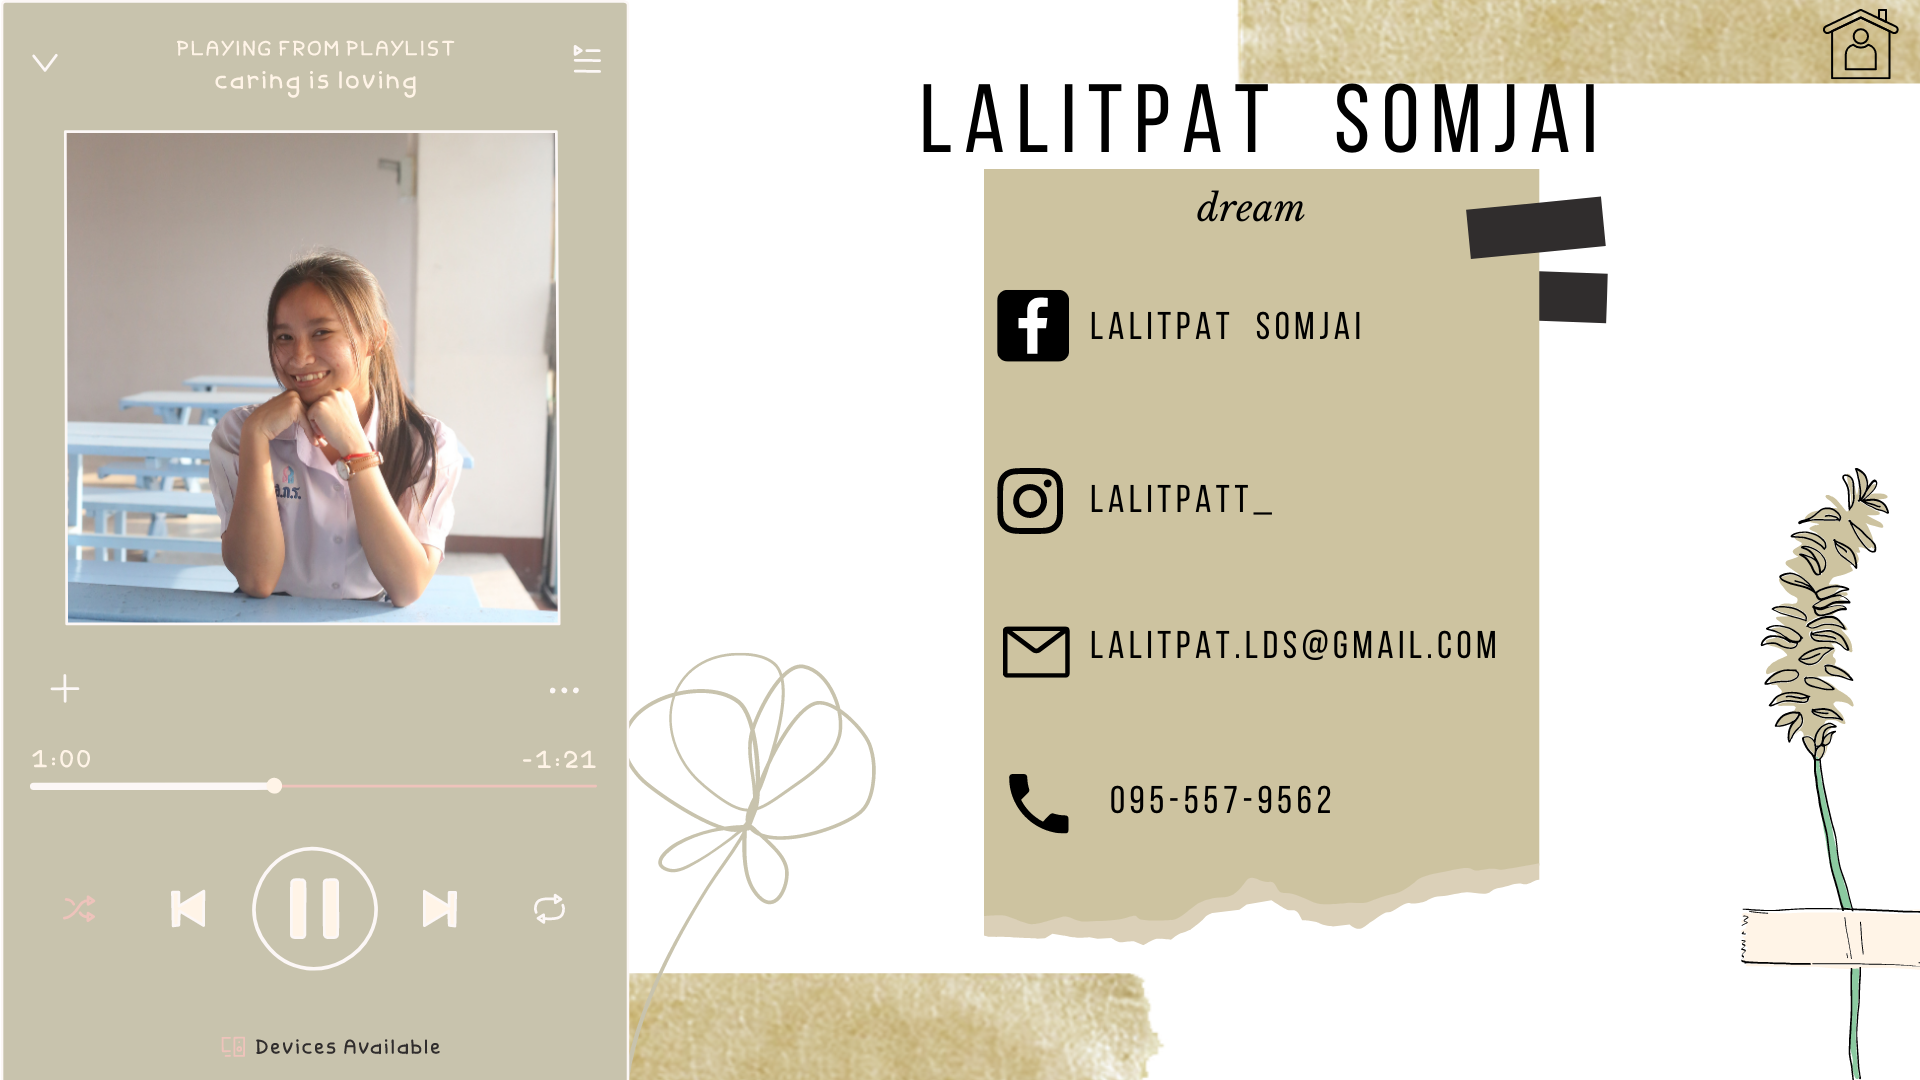 PLAYING FROM PLAYLIST
caring is loving
1:00
-1:21
Devices Available
LALITPAT SOMJAI
dream
LALITPAT SOMJAI
LALITPATT_
LALITPAT.LDS@GMAIL.COM
095-557-9562